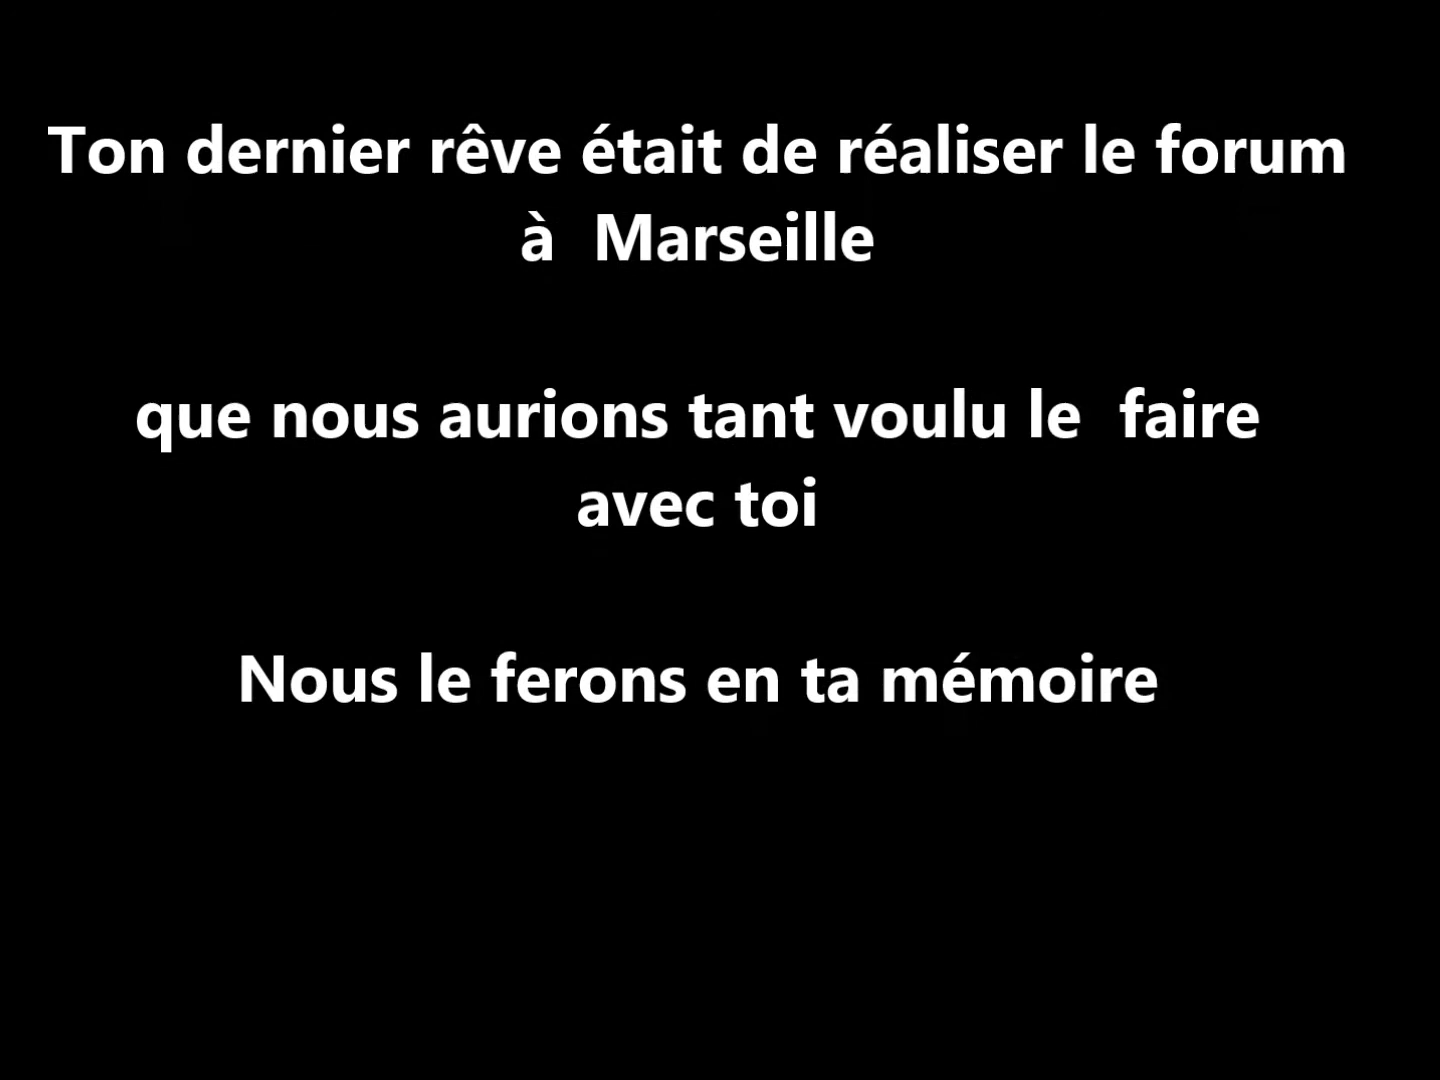 Ton dernier rêve était de réaliser le forum
à  Marseille
que nous aurions tant voulu le  faire
avec toi
Nous le ferons en ta mémoire